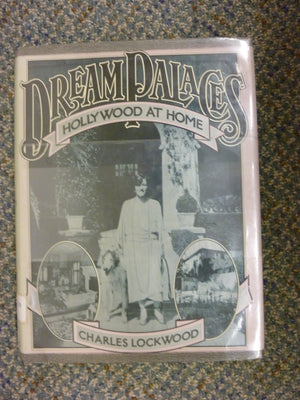 DREAM PALACES
HOLLYWOOD AT HOME
CHARLES LOCKWOOD